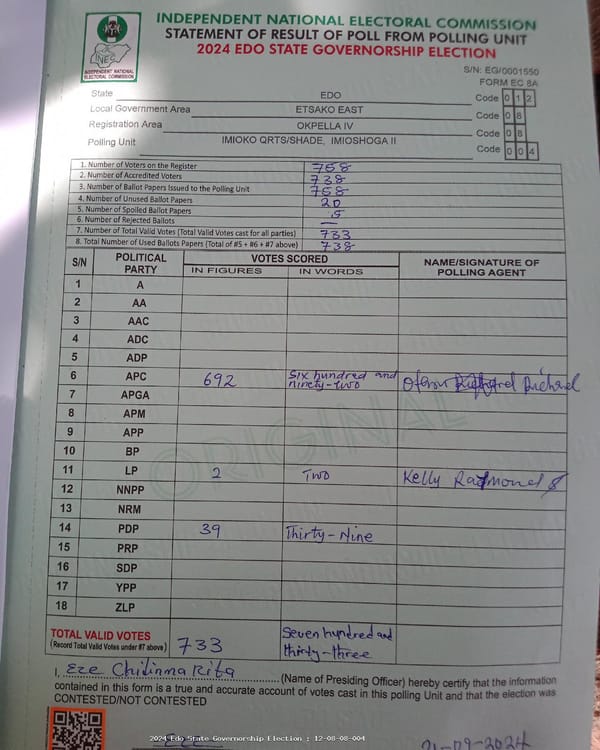 INDEPENDENT NATIONAL ELECTORAL COMMISSION
STATEMENT OF RESULT OF POLL FROM POLLING UNIT
2024 EDO STATE GOVERNORSHIP ELECTION
INEC
INDEPENDENT NATIONAL
ELECTORAL COMMISSION
S/N: EG/0001550
FORM EC 8A
State EDO Code 0 1 2
Local Government Area ETSAKO EAST Code 0 8
Registration Area OKPELLA IV Code 0 8
Polling Unit IMIOKO QRTS/SHADE, IMIOSHOGA II Code 0 0 4
1. Number of Voters on the Register 758
2. Number of Accredited Voters 738
3. Number of Ballot Papers Issued to the Polling Unit 758
4. Number of Unused Ballot Papers 20
5. Number of Spoiled Ballot Papers 5
6. Number of Rejected Ballots —
7. Number of Total Valid Votes (Total Valid Votes cast for all parties) 733
8. Total Number of Used Ballots Papers (Total of #5 + #6 + #7 above) 738
S/N POLITICAL PARTY VOTES SCORED NAME/SIGNATURE OF POLLING AGENT
IN FIGURES IN WORDS
1 A
2 AA
3 AAC
4 ADC
5 ADP
6 APC 692 Six hundred and ninety-two Richard
7 APGA
8 APM
9 APP
10 BP
11 LP 2 Two Kelly
12 NNPP
13 NRM
14 PDP 39 Thirty-Nine
15 PRP
16 SDP
17 YPP
18 ZLP
ORIGINAL
TOTAL VALID VOTES 733 Seven hundred and
(Record Total Valid Votes under #7 above) thirty-three
I, Eze Chidinma Rita (Name of Presiding Officer) hereby certify that the information
contained in this form is a true and accurate account of votes cast in this polling Unit and that the election was
CONTESTED/NOT CONTESTED
2024 Edo State Governorship Election : 12-08-08-004
21-09-2024